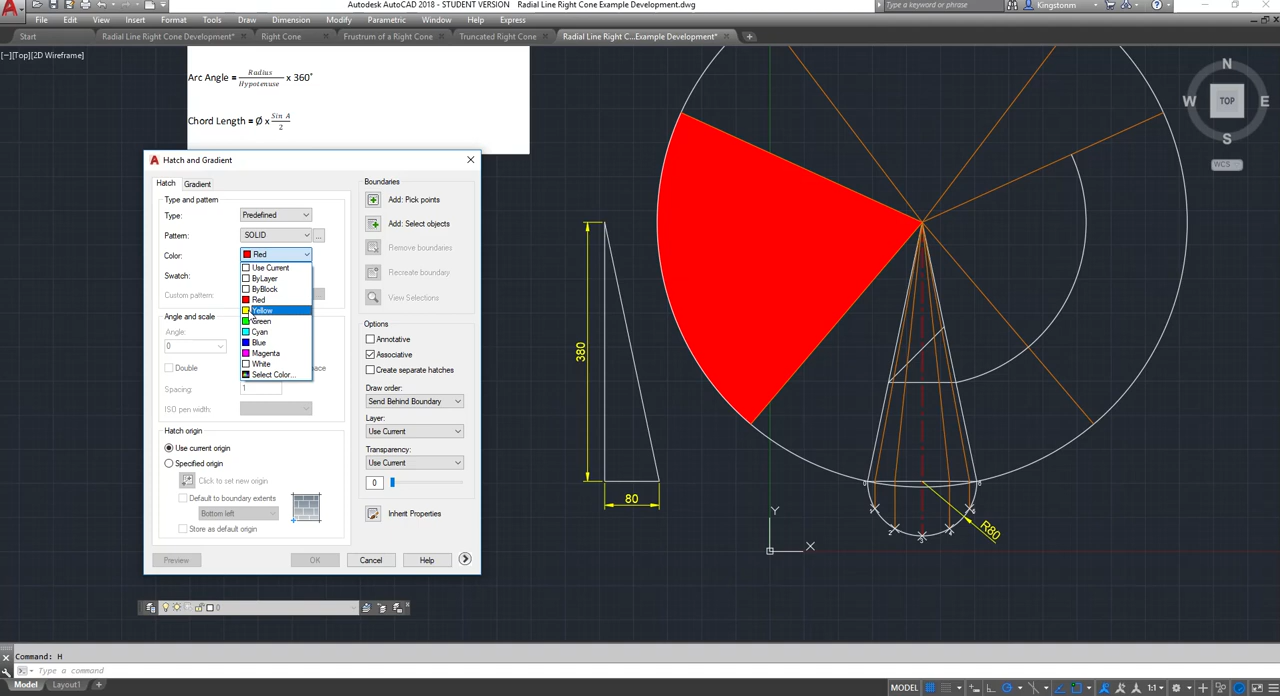 Autodesk AutoCAD 2018 - STUDENT VERSION Radial Line Right Cone Example Development.dwg
Type a keyword or phrase
Kingstonm
File Edit View Insert Format Tools Draw Dimension Modify Parametric Window Help Express
Start Radial Line Right Cone Development* Right Cone Frustrum of a Right Cone Truncated Right Cone Radial Line Right C...Example Development*
[−][Top][2D Wireframe]
Arc Angle = Radius / Hypotenuse x 360°
Chord Length = Ø x Sin A / 2
N
W TOP E
S
WCS
Hatch and Gradient
Hatch Gradient
Type and pattern
Type: Predefined
Pattern: SOLID ...
Color: Red
Swatch:
Custom pattern:
Use Current
ByLayer
ByBlock
Red
Yellow
Green
Cyan
Blue
Magenta
White
Select Color...
Angle and scale
Angle:
0
Double
Spacing: 1
ISO pen width:
Hatch origin
Use current origin
Specified origin
Click to set new origin
Default to boundary extents
Bottom left
Store as default origin
Boundaries
Add: Pick points
Add: Select objects
Remove boundaries
Recreate boundary
View Selections
Options
Annotative
Associative
Create separate hatches
Draw order:
Send Behind Boundary
Layer:
Use Current
Transparency:
Use Current
0
Inherit Properties
Preview OK Cancel Help
380
80
R80
Y
X
0
Command: H
Type a command
Model Layout1 +
MODEL 1:1